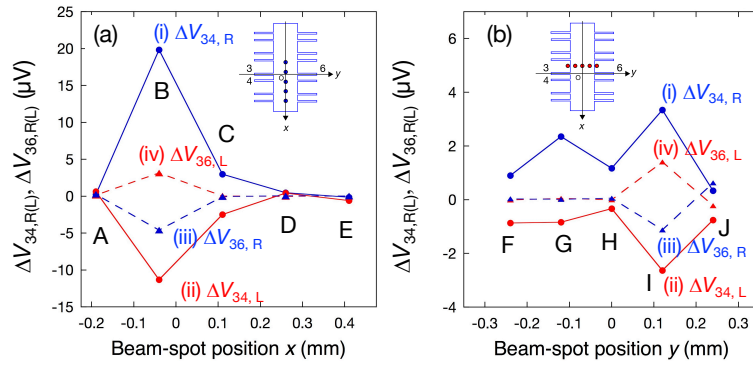 (a)
(i) ΔV34, R
B
C
(iv) ΔV36, L
A
D
E
(iii) ΔV36, R
(ii) ΔV34, L
3
4
6
O
y
x
25
20
15
10
5
0
-5
-10
-15
-0.2 -0.1 0 0.1 0.2 0.3 0.4
Beam-spot position x (mm)
ΔV34,R(L), ΔV36,R(L) (μV)
(b)
(i) ΔV34, R
(iv) ΔV36, L
F
G
H
I
J
(iii) ΔV36, R
(ii) ΔV34, L
3
4
6
O
y
x
6
4
2
0
-2
-4
-0.3 -0.2 -0.1 0 0.1 0.2 0.3
Beam-spot position y (mm)
ΔV34,R(L), ΔV36,R(L) (μV)